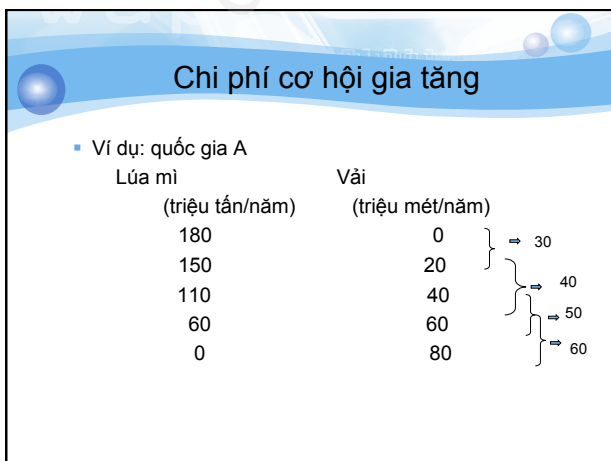 Chi phí cơ hội gia tăng
Ví dụ: quốc gia A
Lúa mì Vải
(triệu tấn/năm) (triệu mét/năm)
180 0
30
150 20
40
110 40
50
60 60
60
0 80